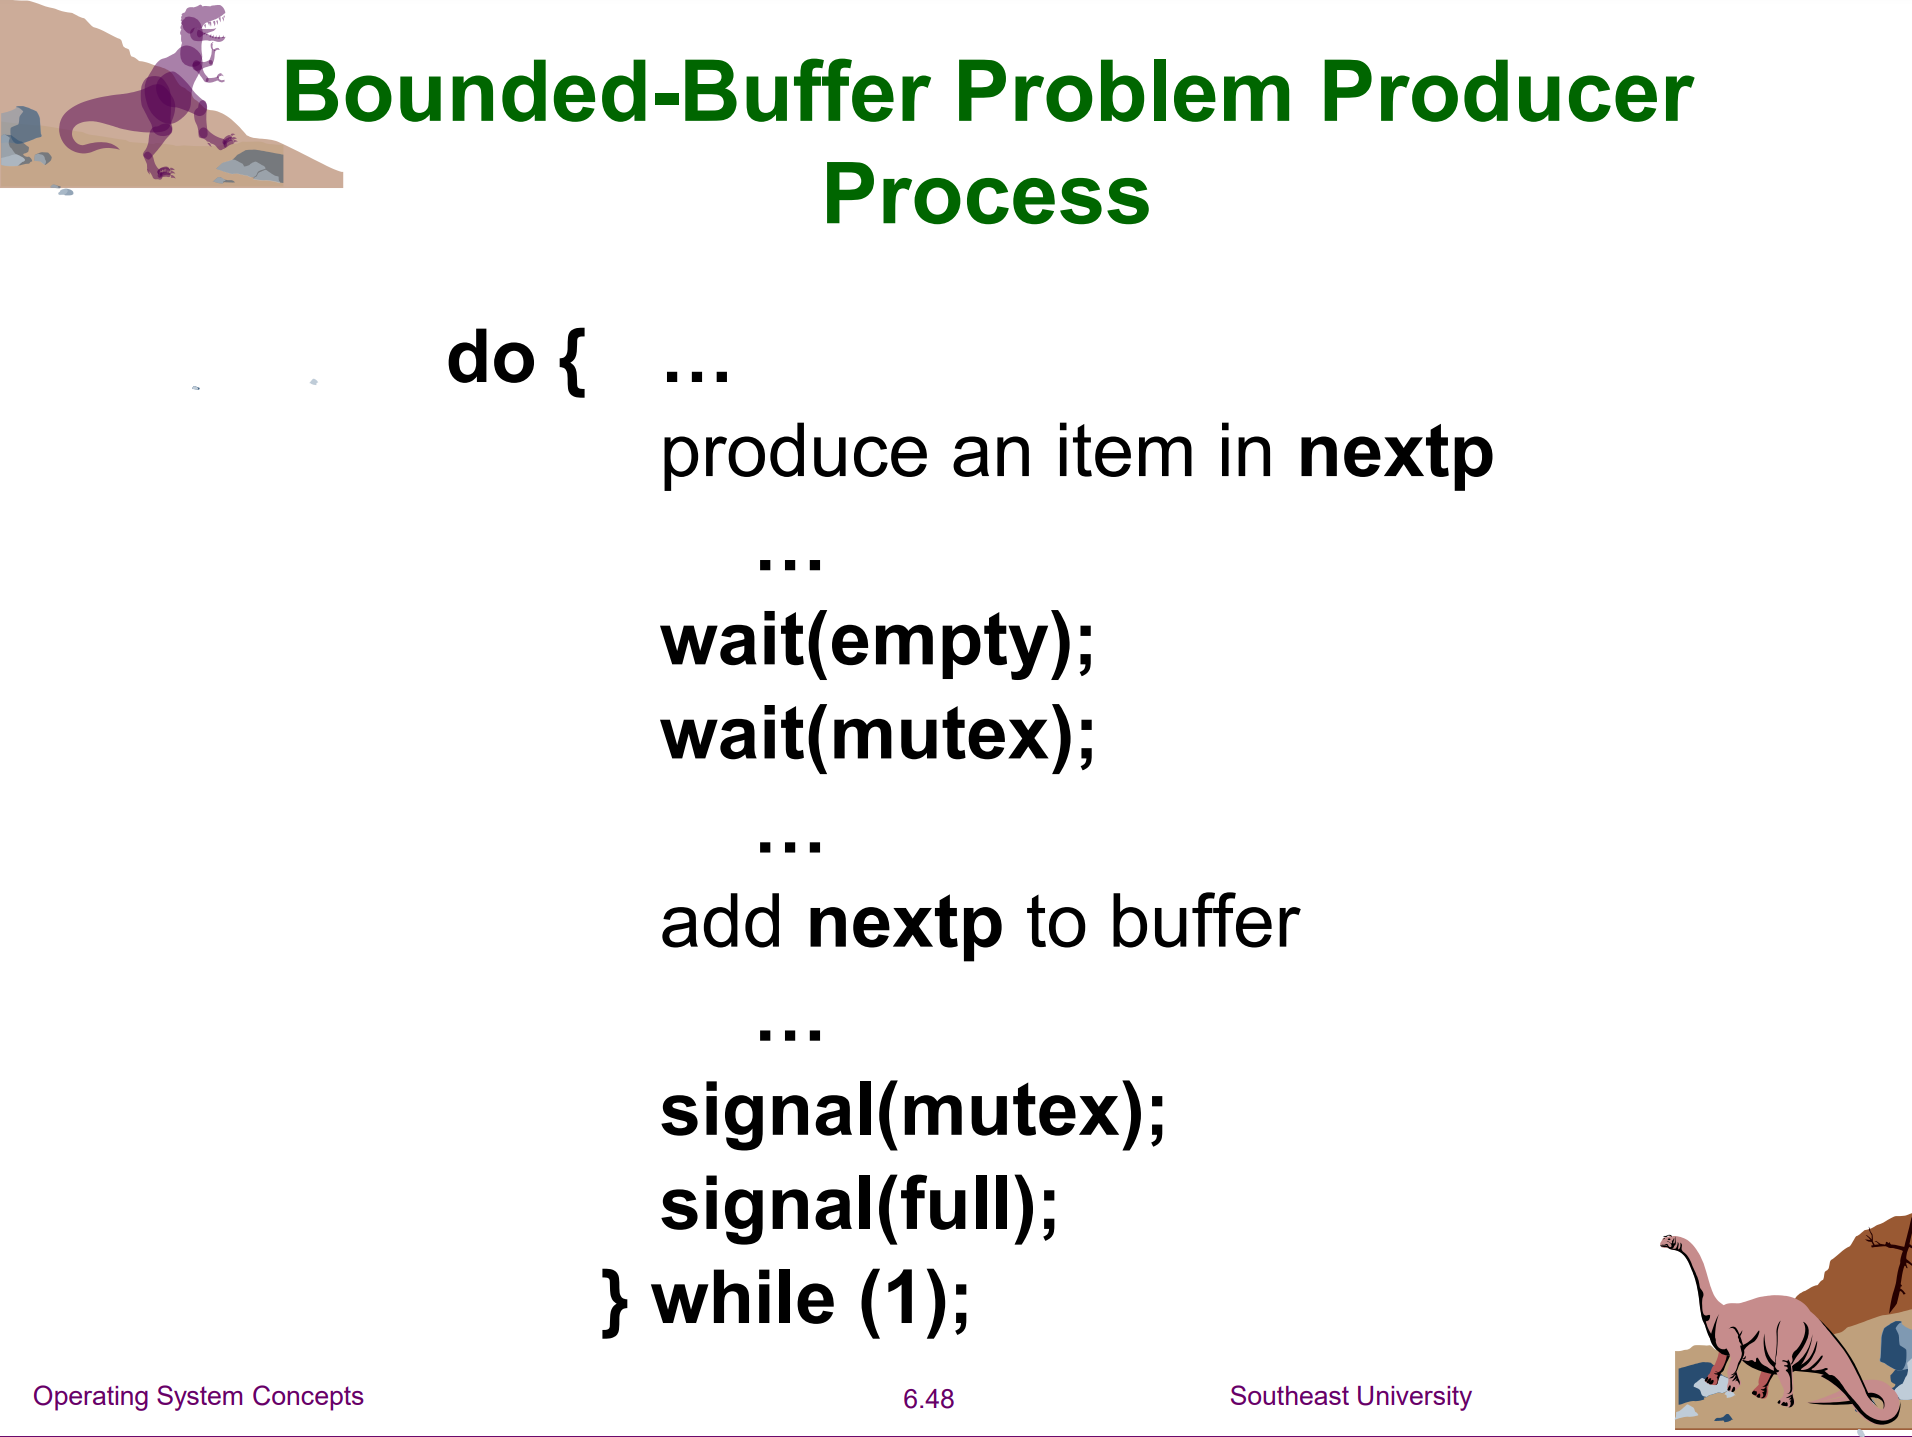 Bounded-Buffer Problem Producer
Process
do { …
produce an item in nextp
…
wait(empty);
wait(mutex);
…
add nextp to buffer
…
signal(mutex);
signal(full);
} while (1);
Operating System Concepts
6.48
Southeast University